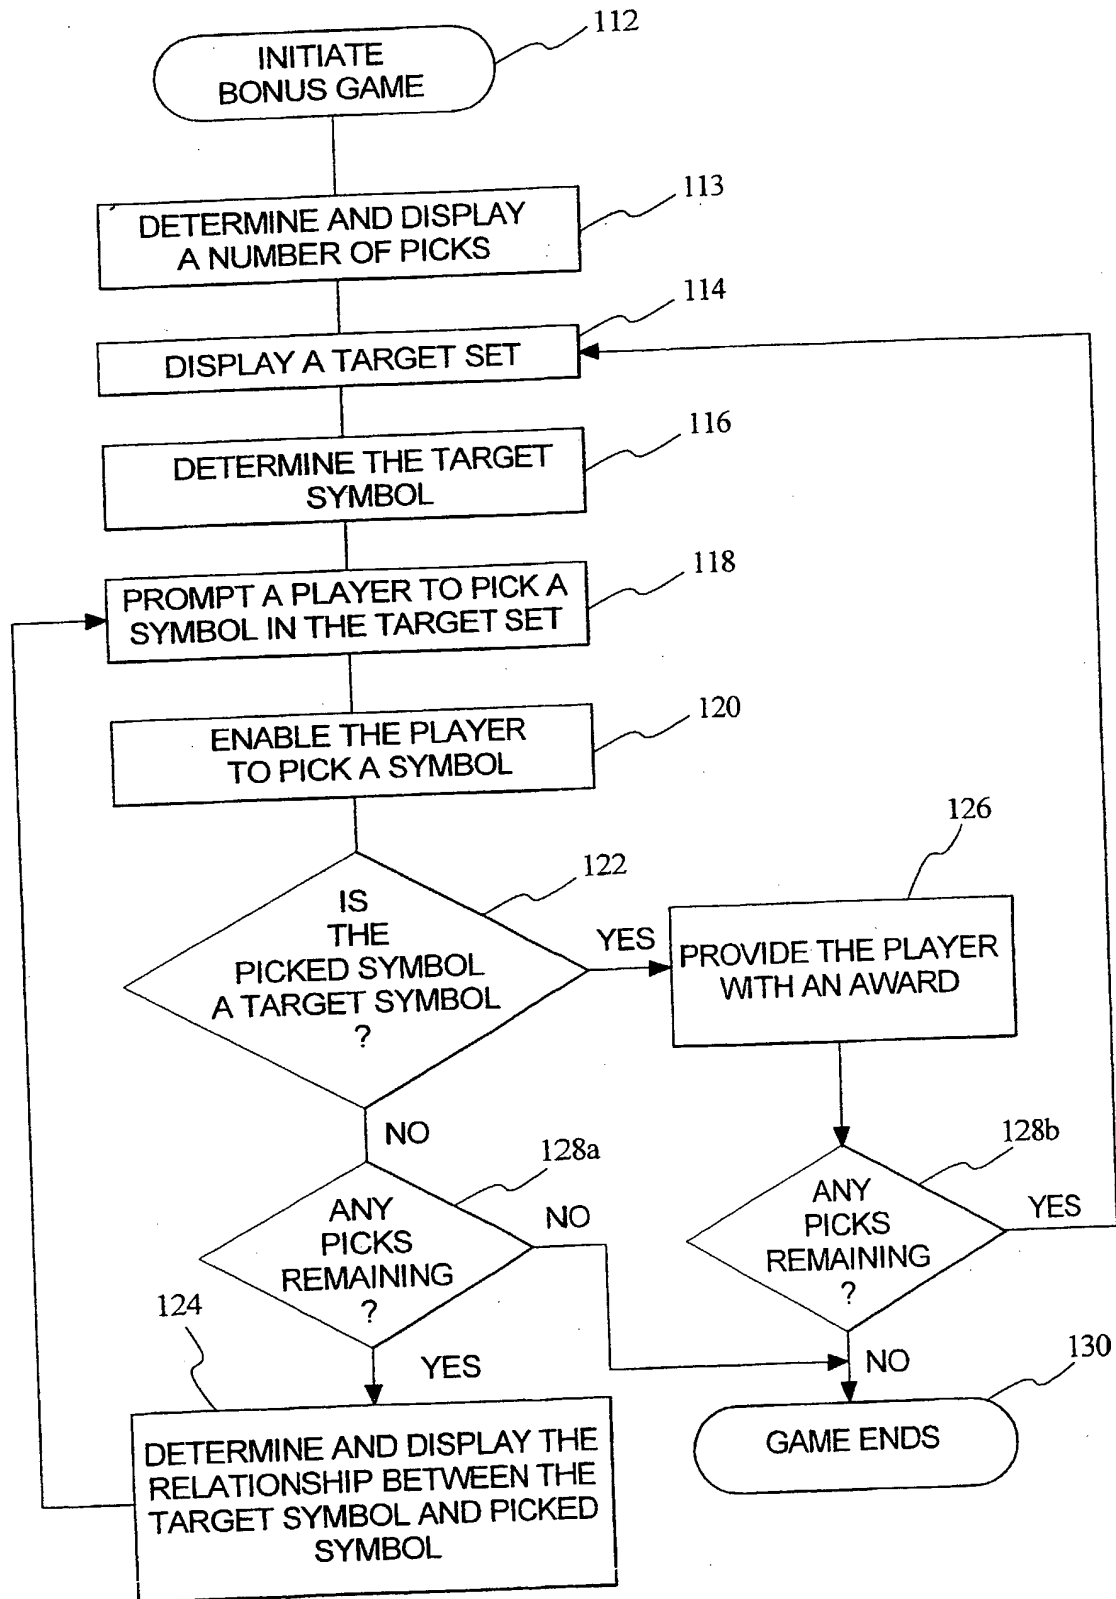 INITIATE
BONUS GAME
112
DETERMINE AND DISPLAY
A NUMBER OF PICKS
113
DISPLAY A TARGET SET
114
DETERMINE THE TARGET
SYMBOL
116
PROMPT A PLAYER TO PICK A
SYMBOL IN THE TARGET SET
118
ENABLE THE PLAYER
TO PICK A SYMBOL
120
IS
THE
PICKED SYMBOL
A TARGET SYMBOL
?
122
YES
PROVIDE THE PLAYER
WITH AN AWARD
126
NO
ANY
PICKS
REMAINING
?
128a
NO
ANY
PICKS
REMAINING
?
128b
YES
YES
NO
124
DETERMINE AND DISPLAY THE
RELATIONSHIP BETWEEN THE
TARGET SYMBOL AND PICKED
SYMBOL
GAME ENDS
130